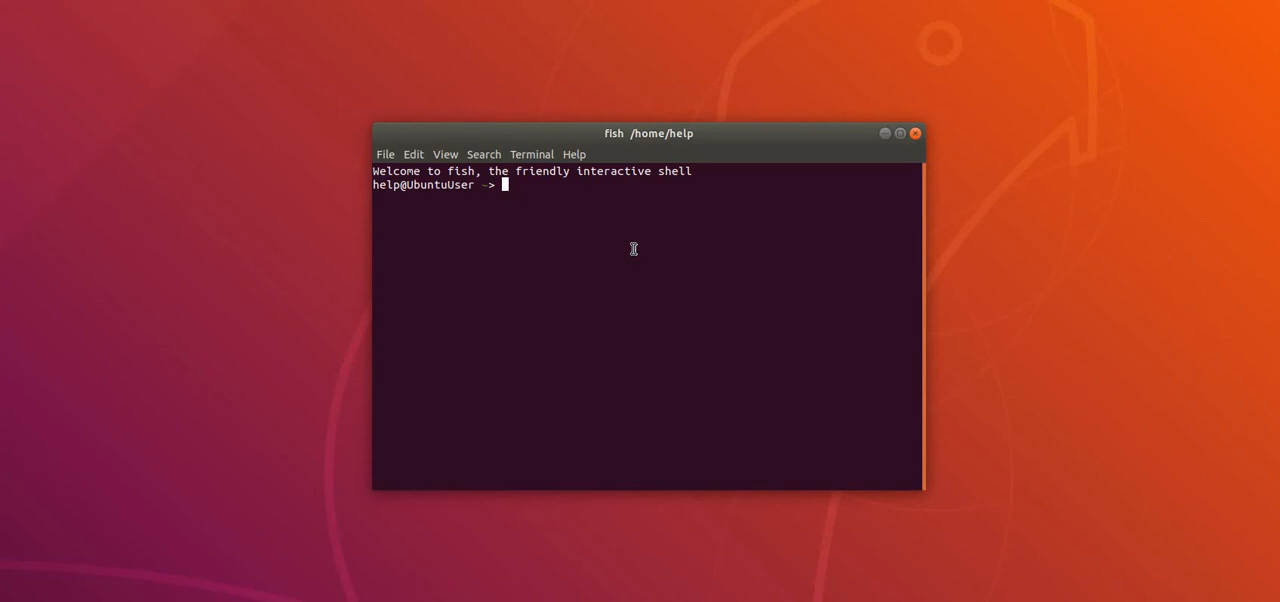 fish /home/help
File Edit View Search Terminal Help
Welcome to fish, the friendly interactive shell
help@UbuntuUser ~>